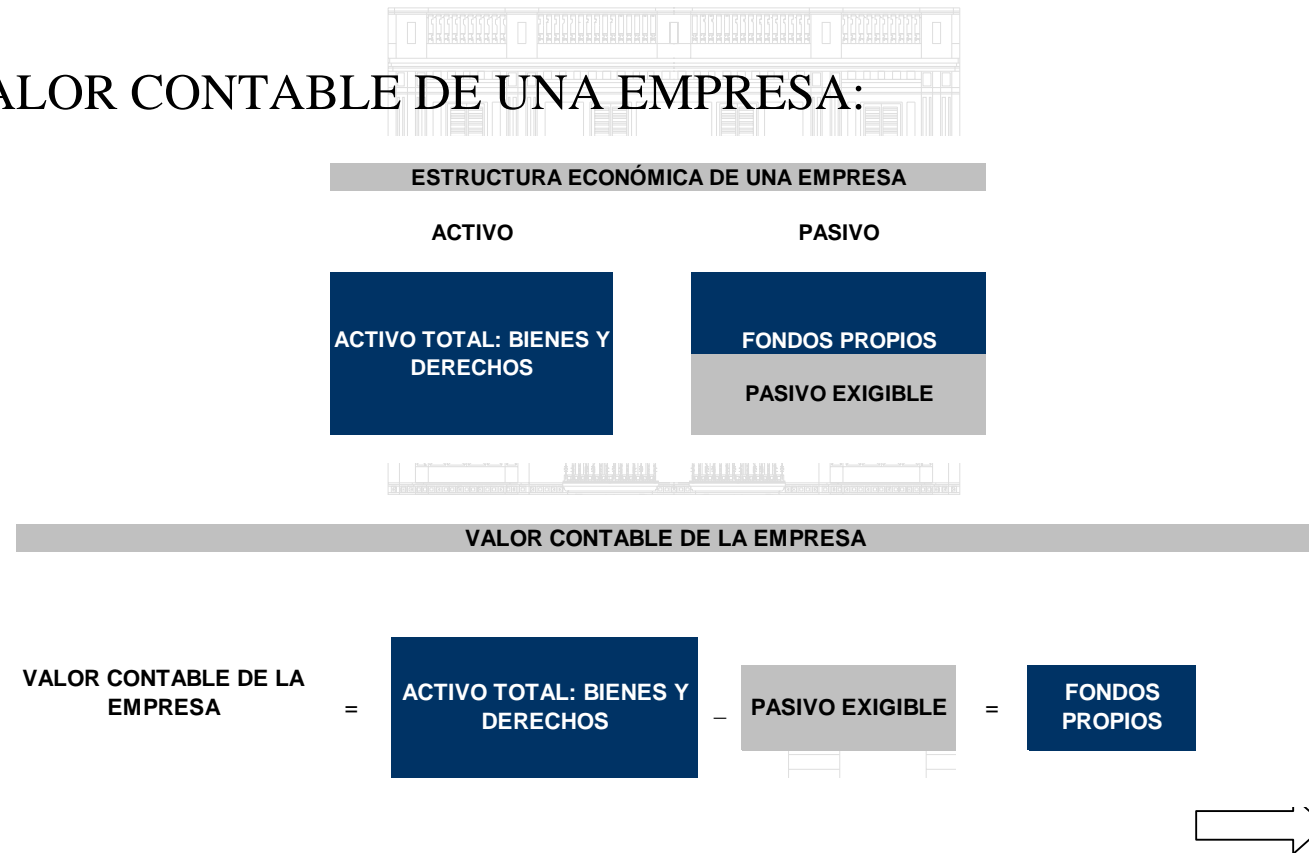 ALOR CONTABLE DE UNA EMPRESA:
ESTRUCTURA ECONÓMICA DE UNA EMPRESA
ACTIVO PASIVO
ACTIVO TOTAL: BIENES Y
DERECHOS
FONDOS PROPIOS
PASIVO EXIGIBLE
VALOR CONTABLE DE LA EMPRESA
VALOR CONTABLE DE LA
EMPRESA
=
ACTIVO TOTAL: BIENES Y
DERECHOS
–
PASIVO EXIGIBLE
=
FONDOS
PROPIOS